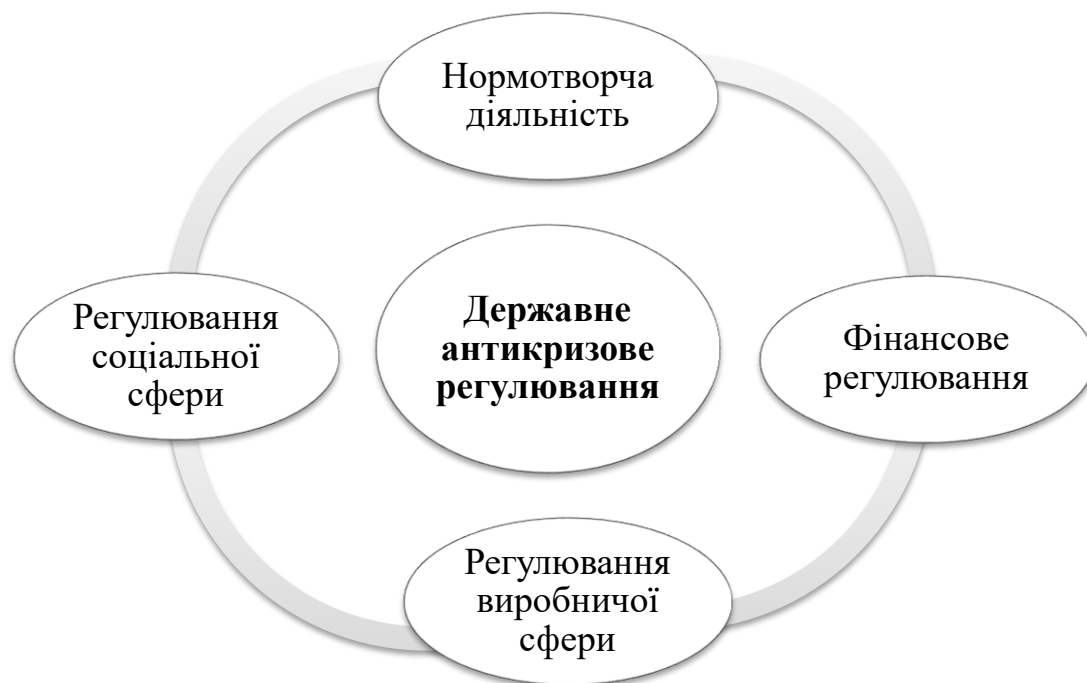 Нормотворча
діяльність
Регулювання
соціальної
сфери
Державне
антикризове
регулювання
Фінансове
регулювання
Регулювання
виробничої
сфери